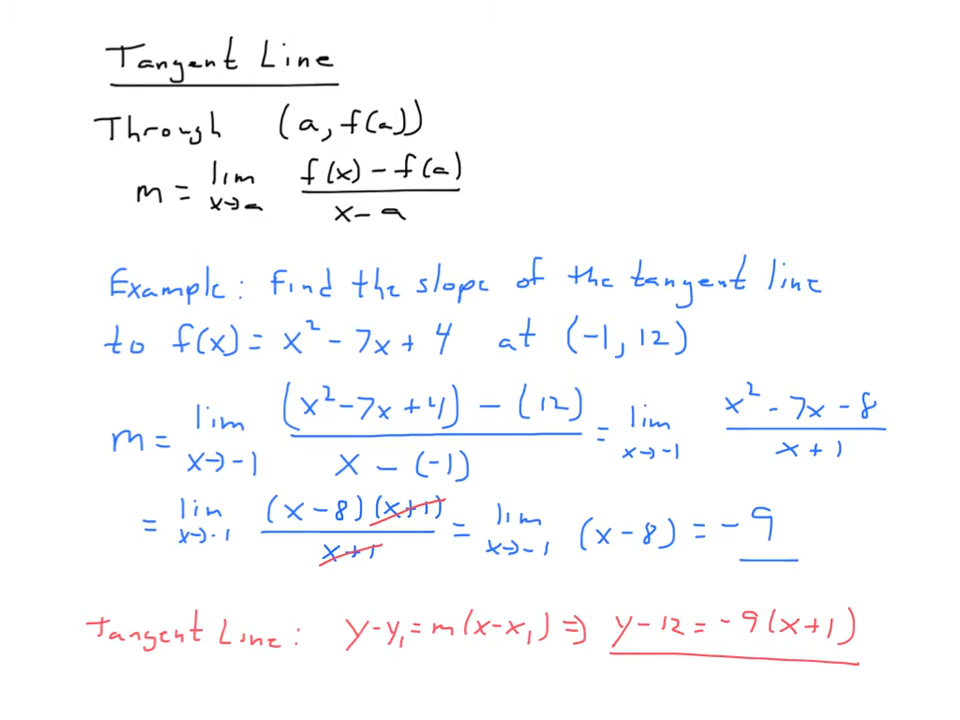 Tangent Line
Through (a, f(a))
m = lim x→a f(x) - f(a) / x - a
Example: Find the slope of the tangent line
to f(x) = x² - 7x + 4 at (-1, 12)
m = lim x→-1 (x² - 7x + 4) - (12) / x - (-1) = lim x→-1 x² - 7x - 8 / x + 1
= lim x→-1 (x - 8)(x+1) / x+1 = lim x→-1 (x - 8) = -9
Tangent Line: y - y₁ = m(x - x₁) ⇒ y - 12 = -9(x+1)